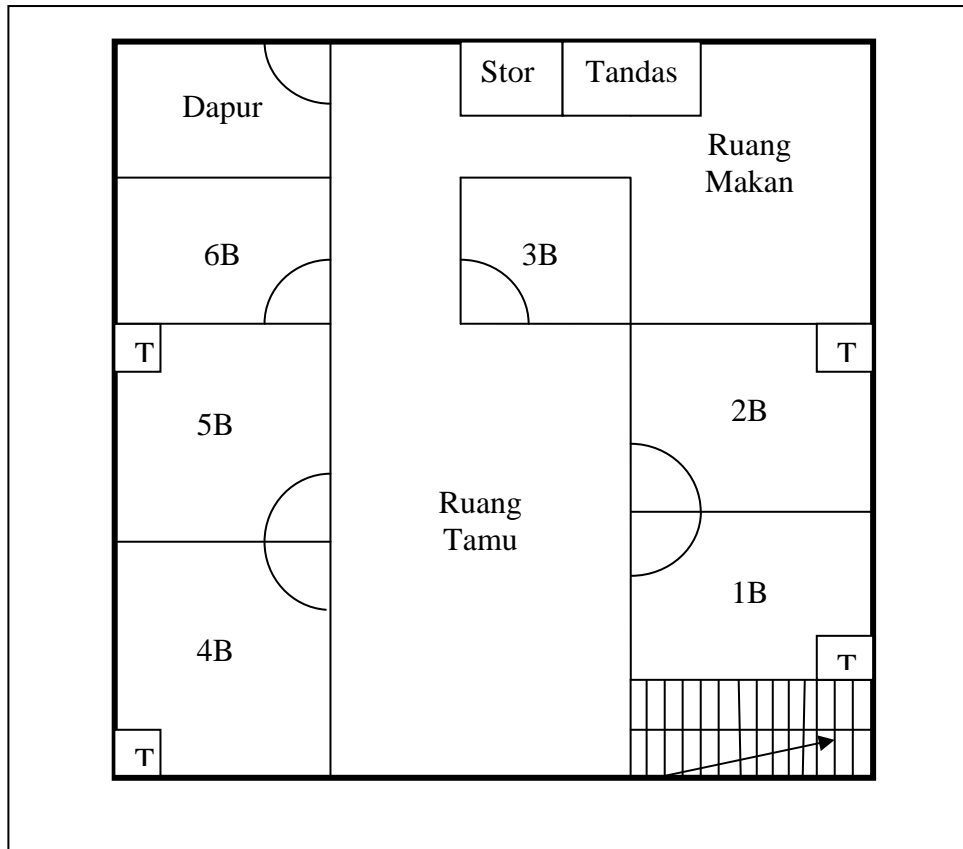 Stor
Tandas
Dapur
Ruang
Makan
6B
3B
T
T
5B
2B
Ruang
Tamu
1B
4B
T
T